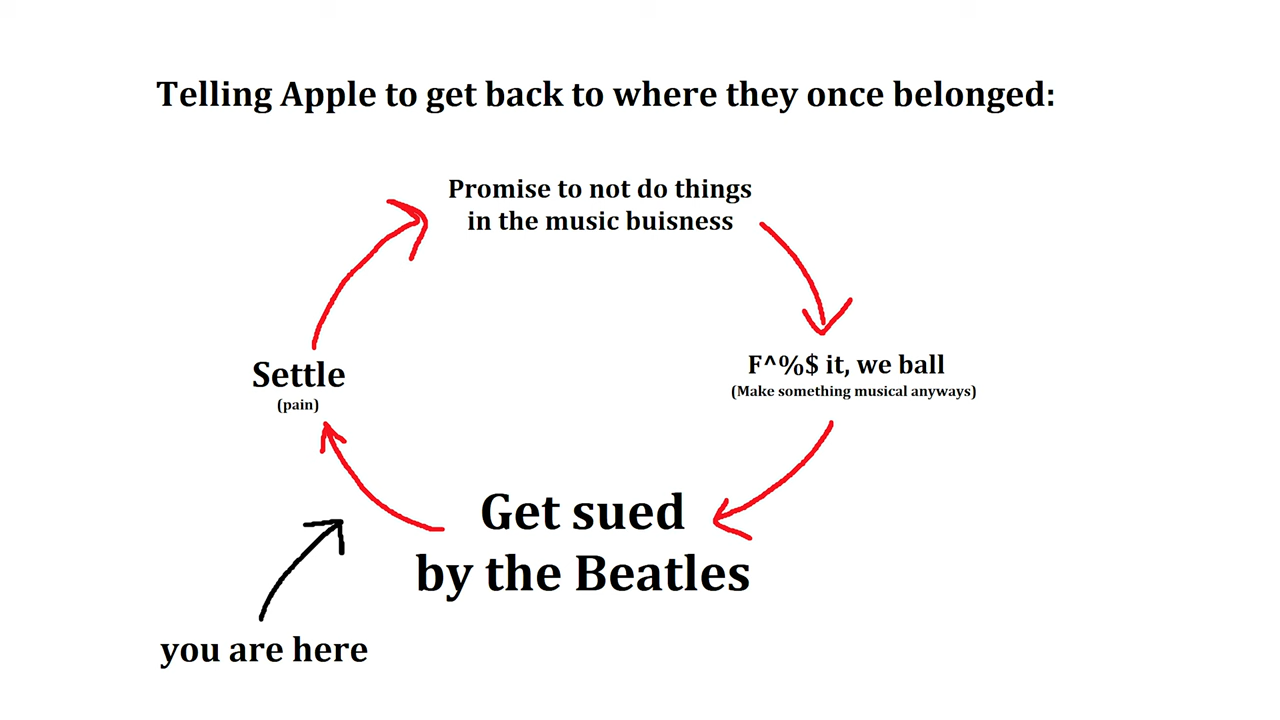 Telling Apple to get back to where they once belonged:
Promise to not do things
in the music buisness
F^%$ it, we ball
(Make something musical anyways)
Get sued
by the Beatles
Settle
(pain)
you are here